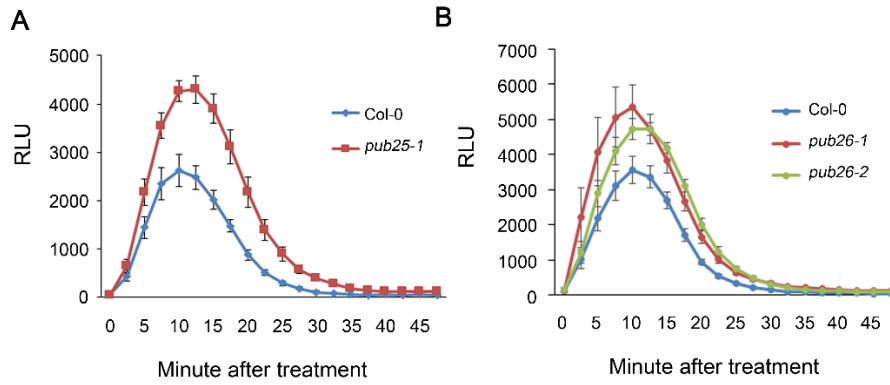 A
5000
4000
3000
2000
1000
0
RLU
Col-0
pub25-1
0 5 10 15 20 25 30 35 40 45
Minute after treatment
B
7000
6000
5000
4000
3000
2000
1000
0
RLU
Col-0
pub26-1
pub26-2
0 5 10 15 20 25 30 35 40 45
Minute after treatment